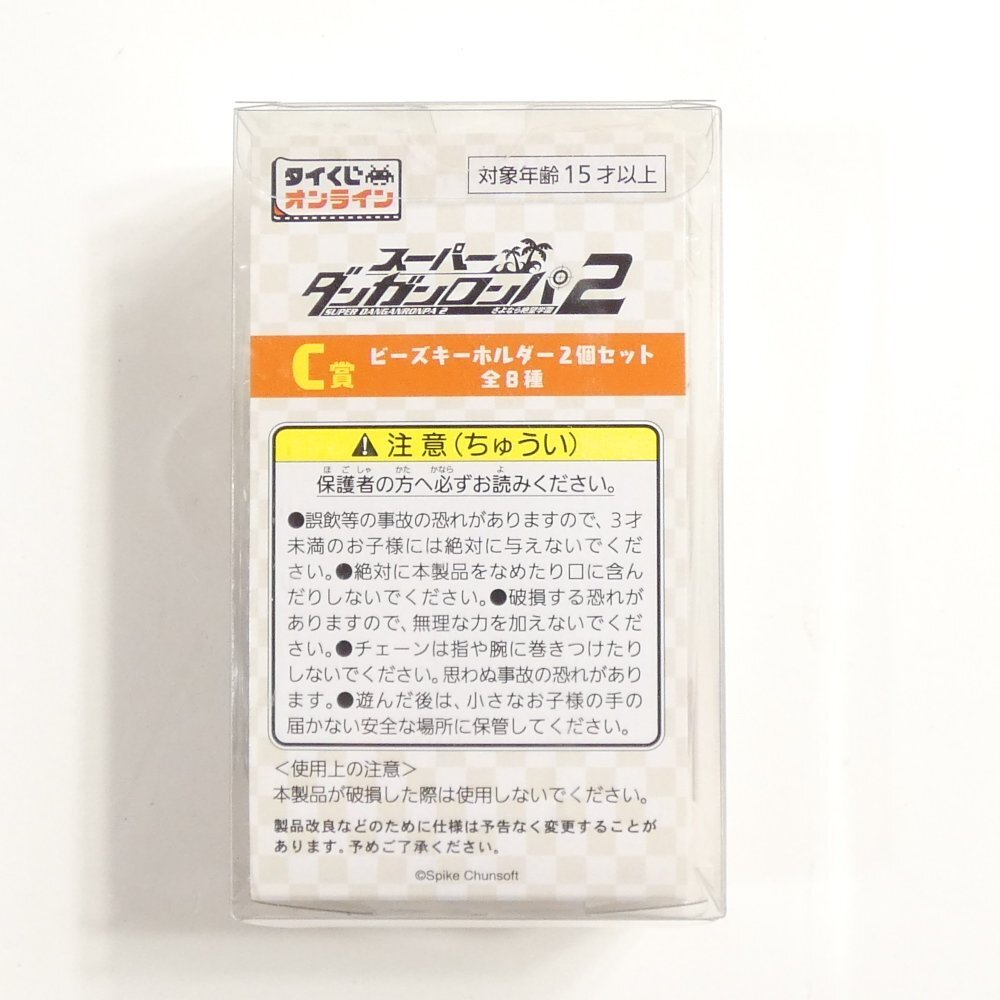 タイくじ
オンライン
対象年齢15才以上
スーパー
ダンガンロンパ2
SUPER DANGANRONPA 2 さよなら絶望学園
C賞 ビーズキーホルダー2個セット
全8種
注意(ちゅうい)
ほごしゃ かた かなら よ
保護者の方へ必ずお読みください。
●誤飲等の事故の恐れがありますので、3才
未満のお子様には絶対に与えないでくだ
さい。●絶対に本製品をなめたり口に含ん
だりしないでください。●破損する恐れが
ありますので、無理な力を加えないでくだ
さい。●チェーンは指や腕に巻きつけたり
しないでください。思わぬ事故の恐れがあり
ます。●遊んだ後は、小さなお子様の手の
届かない安全な場所に保管してください。
<使用上の注意>
本製品が破損した際は使用しないでください。
製品改良などのために仕様は予告なく変更することが
あります。予めご了承ください。
©Spike Chunsoft